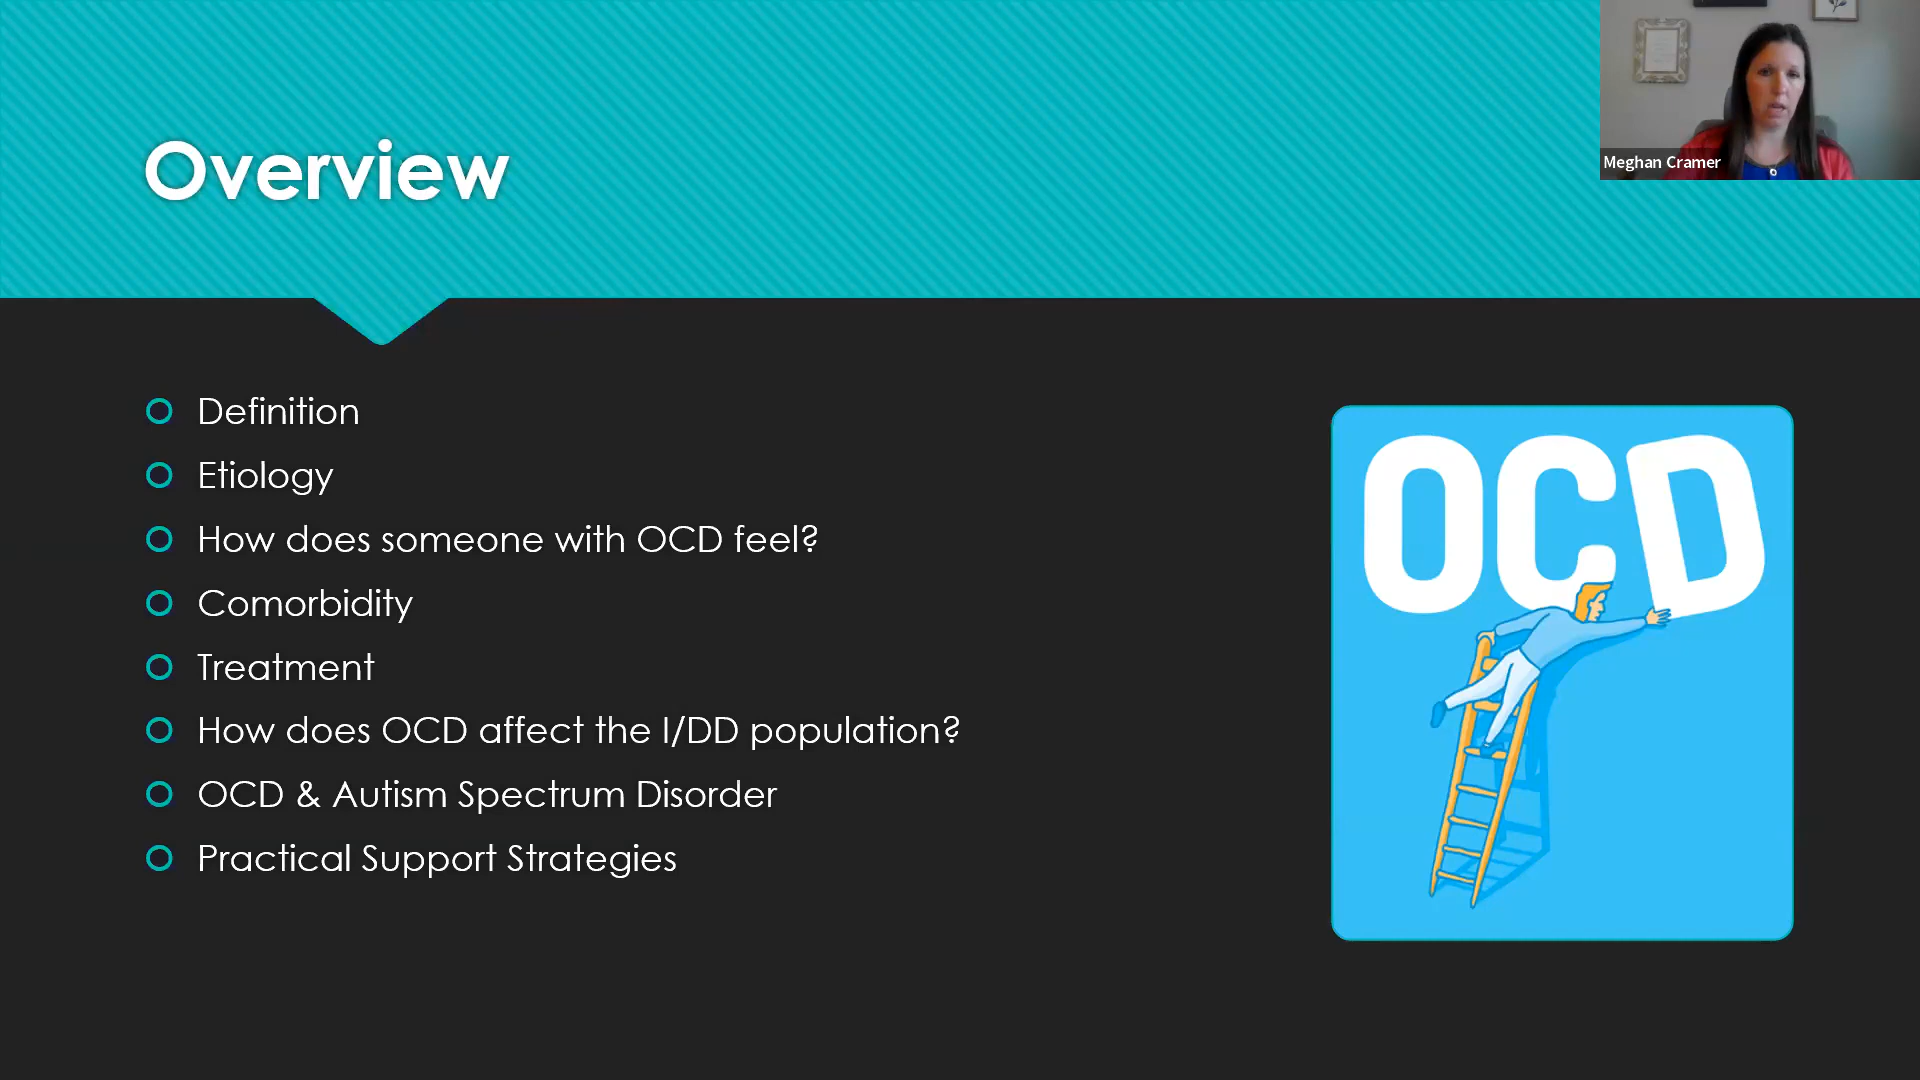 Overview
Meghan Cramer
Definition
Etiology
How does someone with OCD feel?
Comorbidity
Treatment
How does OCD affect the I/DD population?
OCD & Autism Spectrum Disorder
Practical Support Strategies
OCD